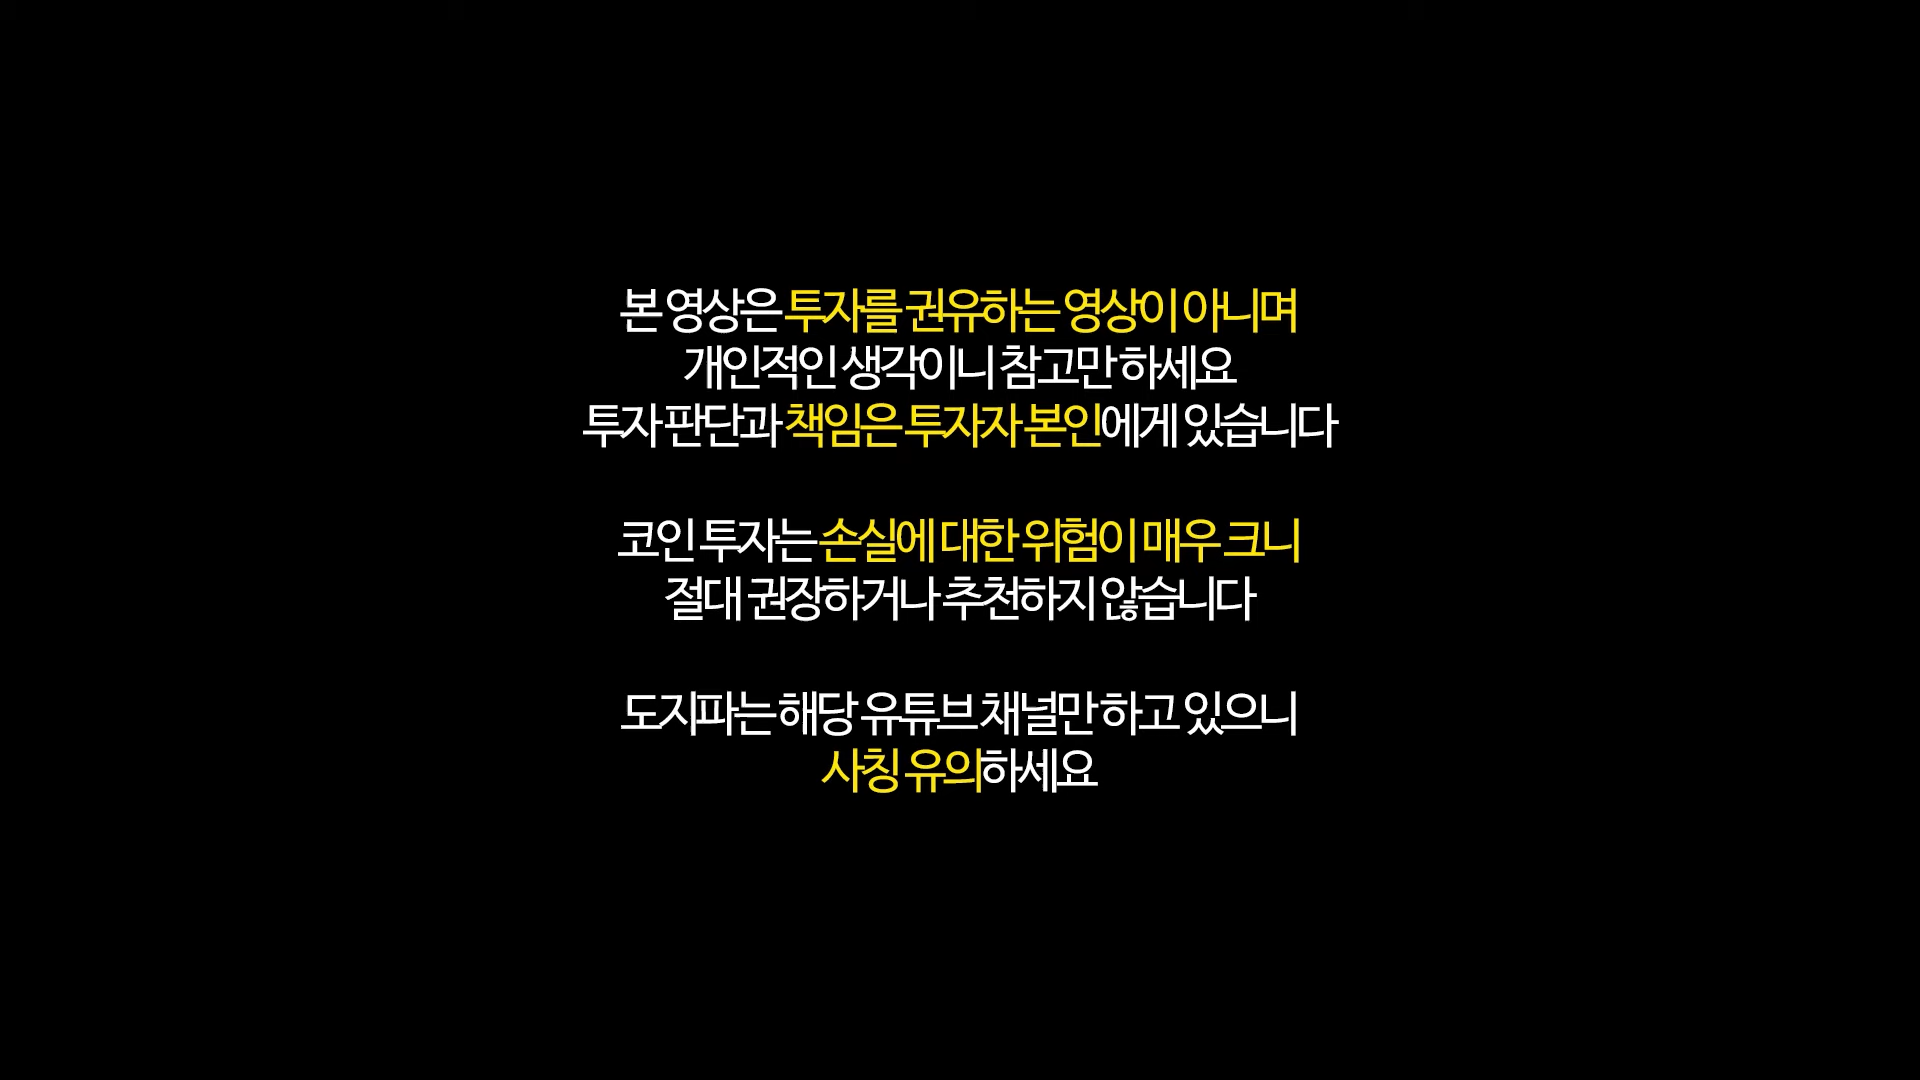 본 영상은 투자를 권유하는 영상이 아니며
개인적인 생각이니 참고만 하세요
투자 판단과 책임은 투자자 본인에게 있습니다
코인 투자는 손실에 대한 위험이 매우 크니
절대 권장하거나 추천하지 않습니다
도지파는 해당 유튜브 채널만 하고 있으니
사칭 유의하세요